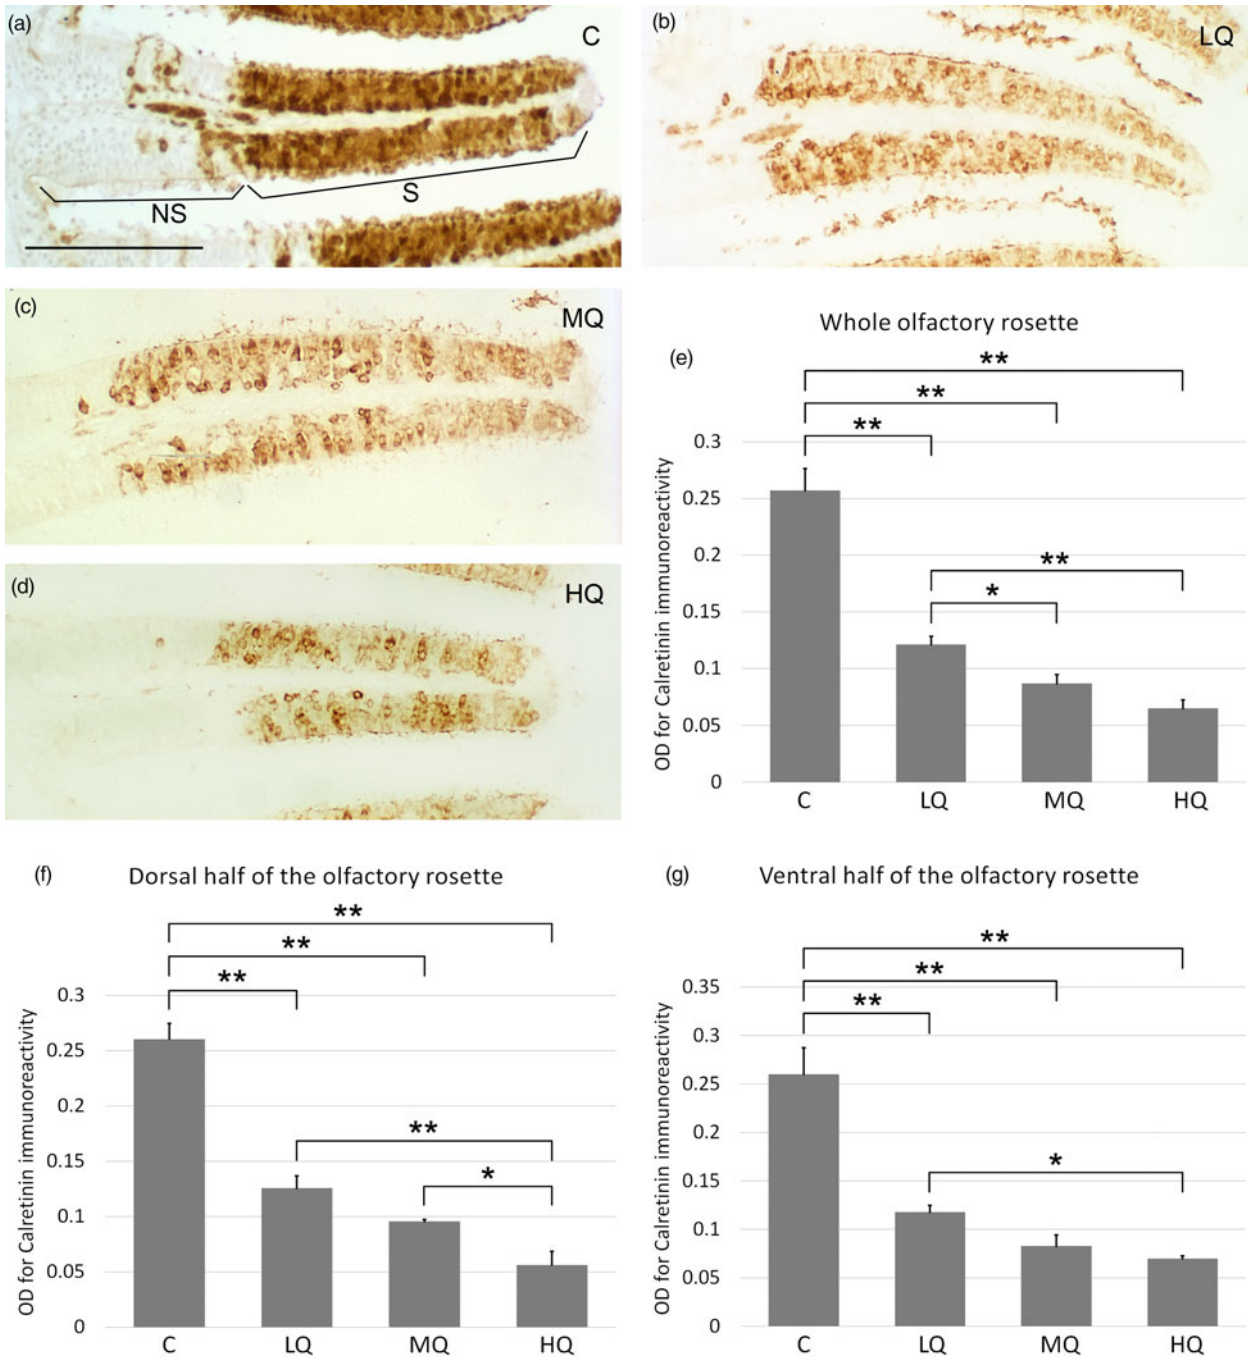 (a)
C
NS
S
(b)
LQ
(c)
MQ
(d)
HQ
Whole olfactory rosette
(e)
**
**
**
**
*
OD for Calretinin immunoreactivity
0.3
0.25
0.2
0.15
0.1
0.05
0
C LQ MQ HQ
(f)
Dorsal half of the olfactory rosette
**
**
**
**
*
OD for Calretinin immunoreactivity
0.3
0.25
0.2
0.15
0.1
0.05
0
C LQ MQ HQ
(g)
Ventral half of the olfactory rosette
**
**
**
*
OD for Calretinin immunoreactivity
0.35
0.3
0.25
0.2
0.15
0.1
0.05
0
C LQ MQ HQ